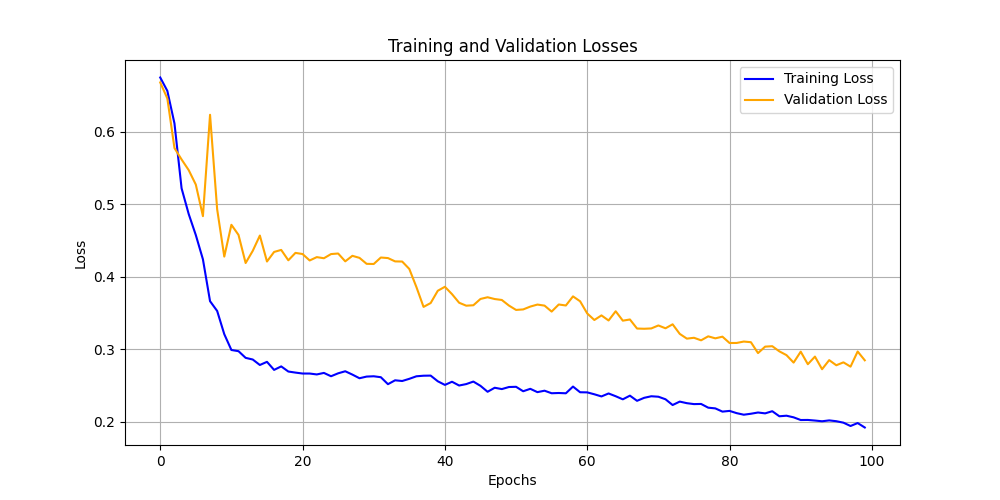 Training and Validation Losses
Training Loss
Validation Loss
0.6
0.5
0.4
0.3
0.2
Loss
0 20 40 60 80 100
Epochs